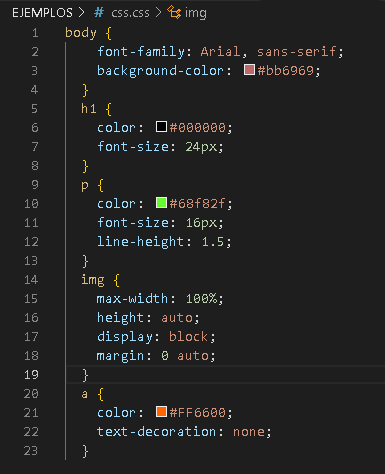 EJEMPLOS > # css.css > img
1 body {
2 font-family: Arial, sans-serif;
3 background-color: #bb6969;
4 }
5 h1 {
6 color: #000000;
7 font-size: 24px;
8 }
9 p {
10 color: #68f82f;
11 font-size: 16px;
12 line-height: 1.5;
13 }
14 img {
15 max-width: 100%;
16 height: auto;
17 display: block;
18 margin: 0 auto;
19 }
20 a {
21 color: #FF6600;
22 text-decoration: none;
23 }